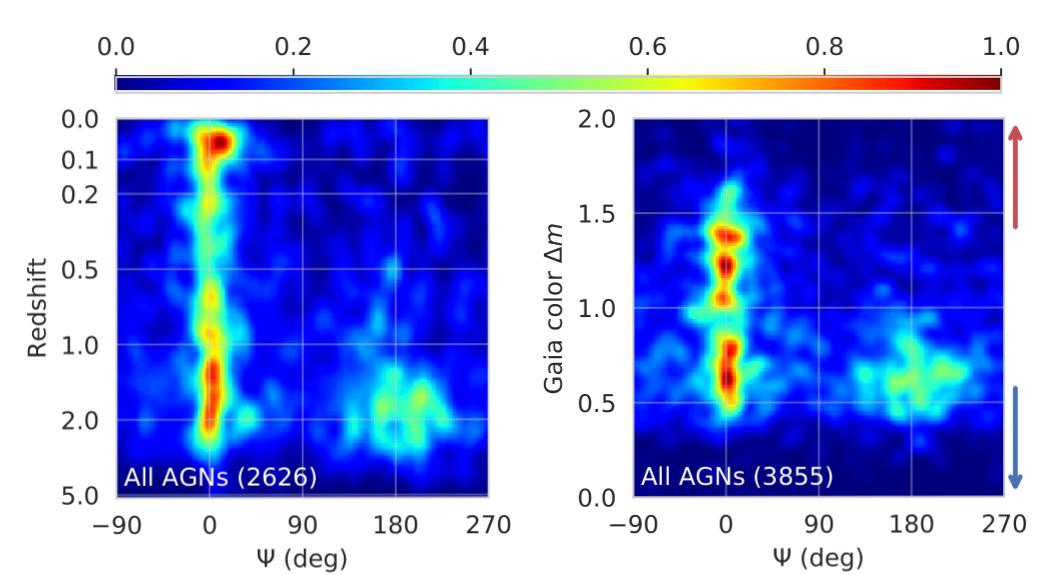 0.0 0.2 0.4 0.6 0.8 1.0
0.0
0.1
0.2
0.5
1.0
2.0
5.0
Redshift
All AGNs (2626)
−90 0 90 180 270
Ψ (deg)
2.0
1.5
1.0
0.5
0.0
Gaia color Δm
All AGNs (3855)
−90 0 90 180 270
Ψ (deg)